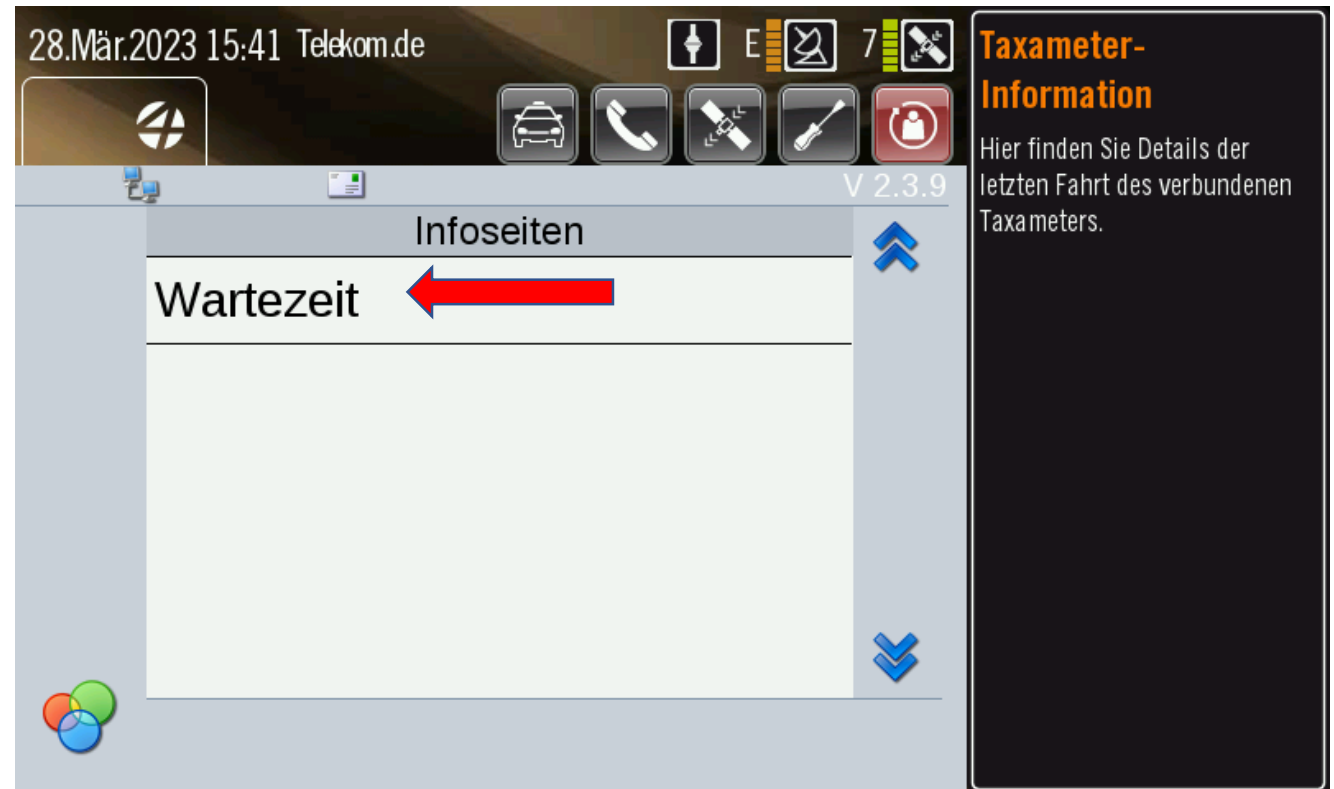 28.Mär.2023 15:41 Telekom.de E 7
V 2.3.9
Infoseiten
Wartezeit
Taxameter-
Information
Hier finden Sie Details der
letzten Fahrt des verbundenen
Taxameters.